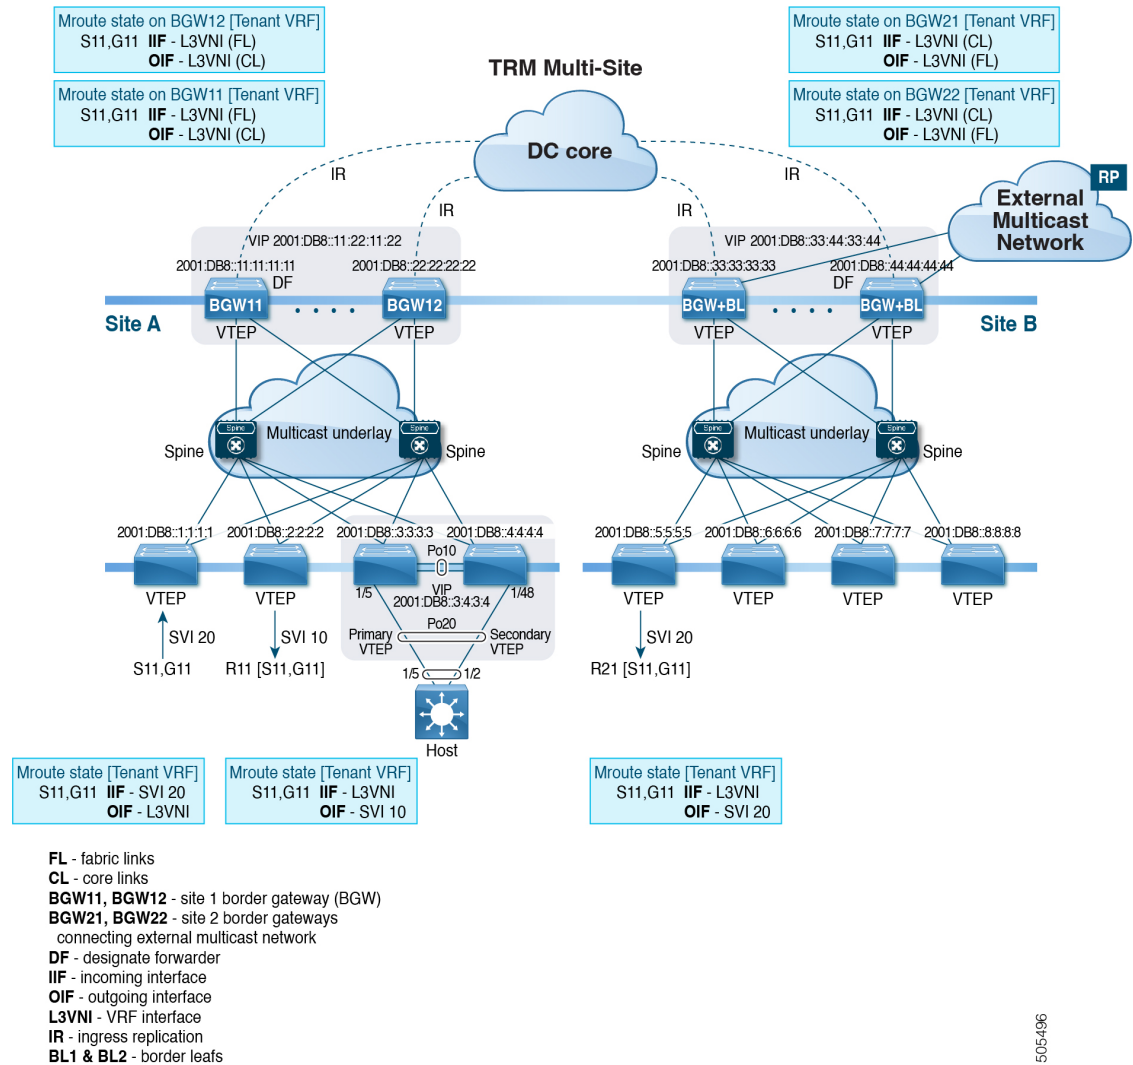 Mroute state on BGW12 [Tenant VRF]
S11,G11 IIF - L3VNI (FL)
OIF - L3VNI (CL)
Mroute state on BGW11 [Tenant VRF]
S11,G11 IIF - L3VNI (FL)
OIF - L3VNI (CL)
TRM Multi-Site
DC core
Mroute state on BGW21 [Tenant VRF]
S11,G11 IIF - L3VNI (CL)
OIF - L3VNI (FL)
Mroute state on BGW22 [Tenant VRF]
S11,G11 IIF - L3VNI (CL)
OIF - L3VNI (FL)
RP
External
Multicast
Network
IR
IR
IR
IR
VIP 2001:DB8::11:22:11:22
2001:DB8::11:11:11:11
2001:DB8::22:22:22:22
DF
BGW11
BGW12
VTEP
VTEP
Site A
VIP 2001:DB8::33:44:33:44
2001:DB8::33:33:33:33
2001:DB8::44:44:44:44
DF
BGW+BL
BGW+BL
VTEP
VTEP
Site B
Multicast underlay
Spine
Spine
Spine
Spine
Multicast underlay
Spine
Spine
Spine
Spine
2001:DB8::1:1:1:1
2001:DB8::2:2:2:2
2001:DB8::3:3:3:3
2001:DB8::4:4:4:4
2001:DB8::5:5:5:5
2001:DB8::6:6:6:6
2001:DB8::7:7:7:7
2001:DB8::8:8:8:8
Po10
VTEP
VTEP
1/5
VIP
1/48
2001:DB8::3:4:3:4
VTEP
VTEP
VTEP
VTEP
SVI 20
SVI 10
Po20
Primary
VTEP
Secondary
VTEP
SVI 20
S11,G11
R11 [S11,G11]
1/5
1/2
R21 [S11,G11]
Host
Mroute state [Tenant VRF]
S11,G11 IIF - SVI 20
OIF - L3VNI
Mroute state [Tenant VRF]
S11,G11 IIF - L3VNI
OIF - SVI 10
Mroute state [Tenant VRF]
S11,G11 IIF - L3VNI
OIF - SVI 20
FL - fabric links
CL - core links
BGW11, BGW12 - site 1 border gateway (BGW)
BGW21, BGW22 - site 2 border gateways
connecting external multicast network
DF - designate forwarder
IIF - incoming interface
OIF - outgoing interface
L3VNI - VRF interface
IR - ingress replication
BL1 & BL2 - border leafs
505496